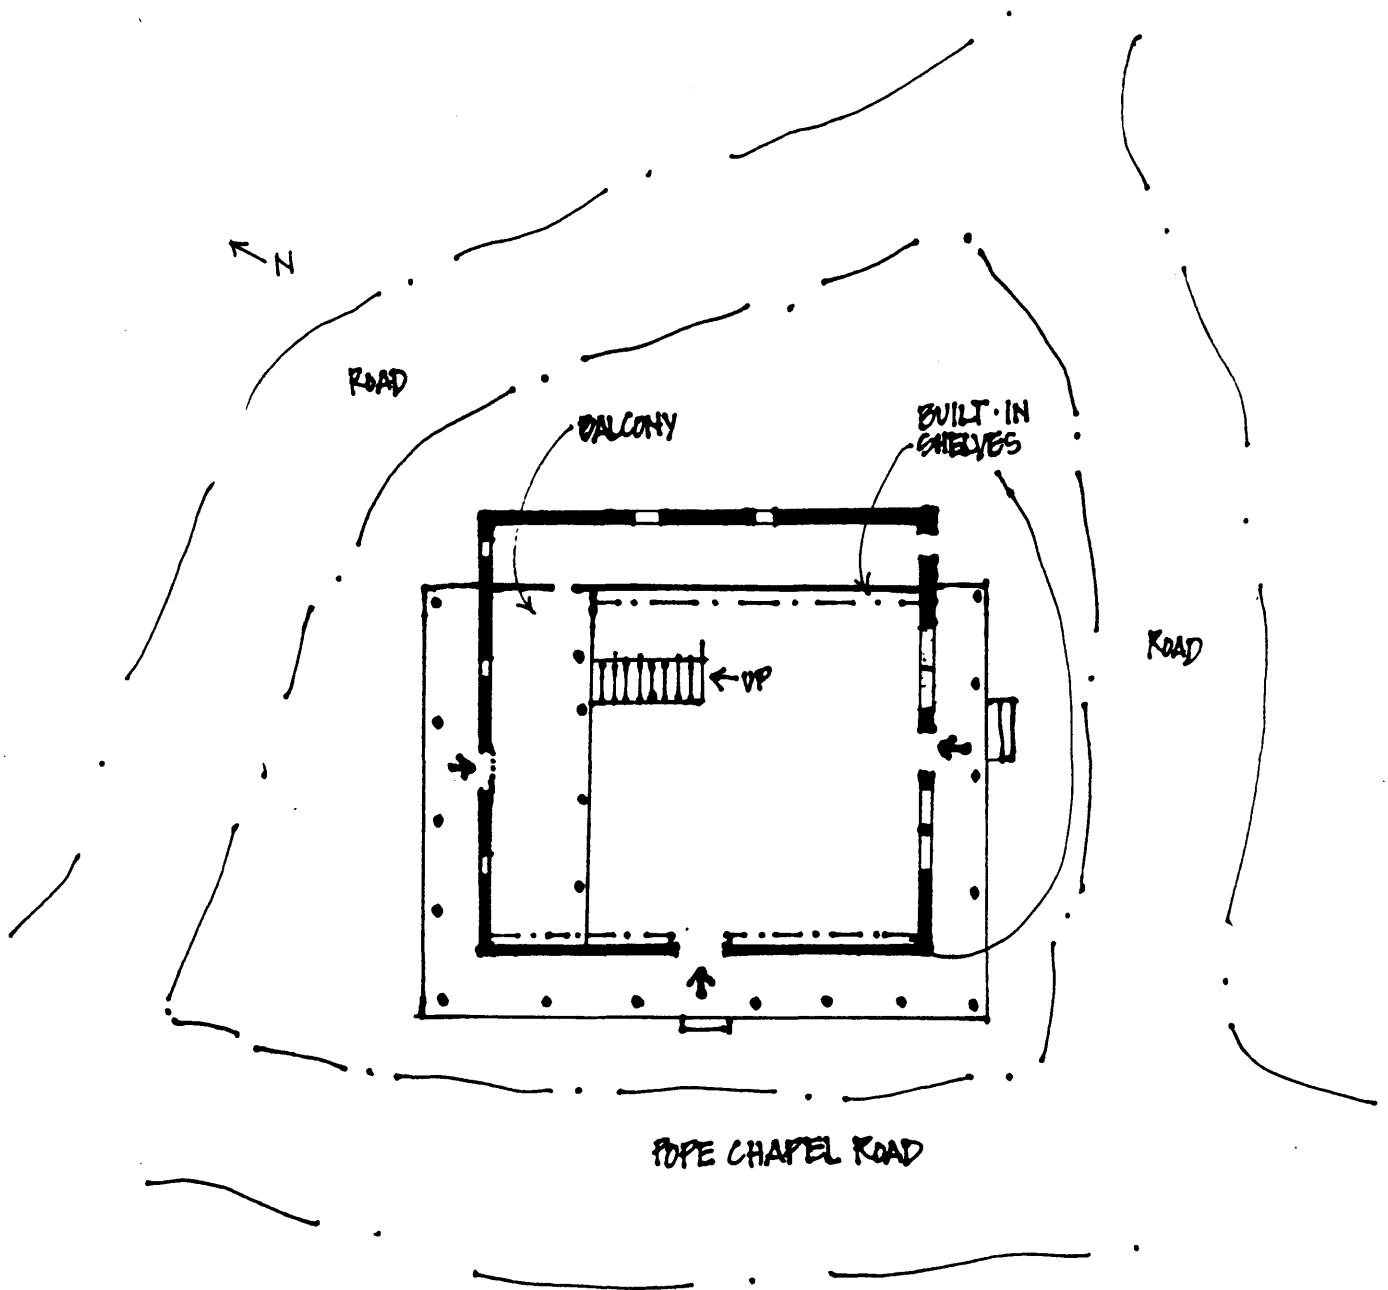 N
ROAD
BALCONY
BUILT-IN
SHELVES
ROAD
UP
POPE CHAPEL ROAD